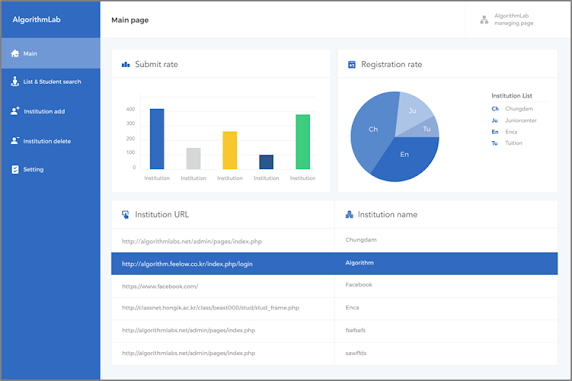 AlgorithmLab
Main page
AlgorithmLab
managing page
Main
List & Student search
Institution add
Institution delete
Setting
Submit rate
400
300
200
100
0
Institution Institution Institution Institution Institution
Registration rate
Ch
Ju
Tu
En
Institution List
Ch Chungdam
Ju Juniorcenter
En Enca
Tu Tuition
Institution URL Institution name
http://algorithmlabs.net/admin/pages/index.php Chungdam
http://algorithm.feelow.co.kr/index.php/login Algorithm
https://www.facebook.com/ Facebook
http://classnet.hongik.ac.kr/class/beast000/stud/stud_frame.php Enca
http://algorithmlabs.net/admin/pages/index.php
http://algorithmlabs.net/admin/pages/index.php